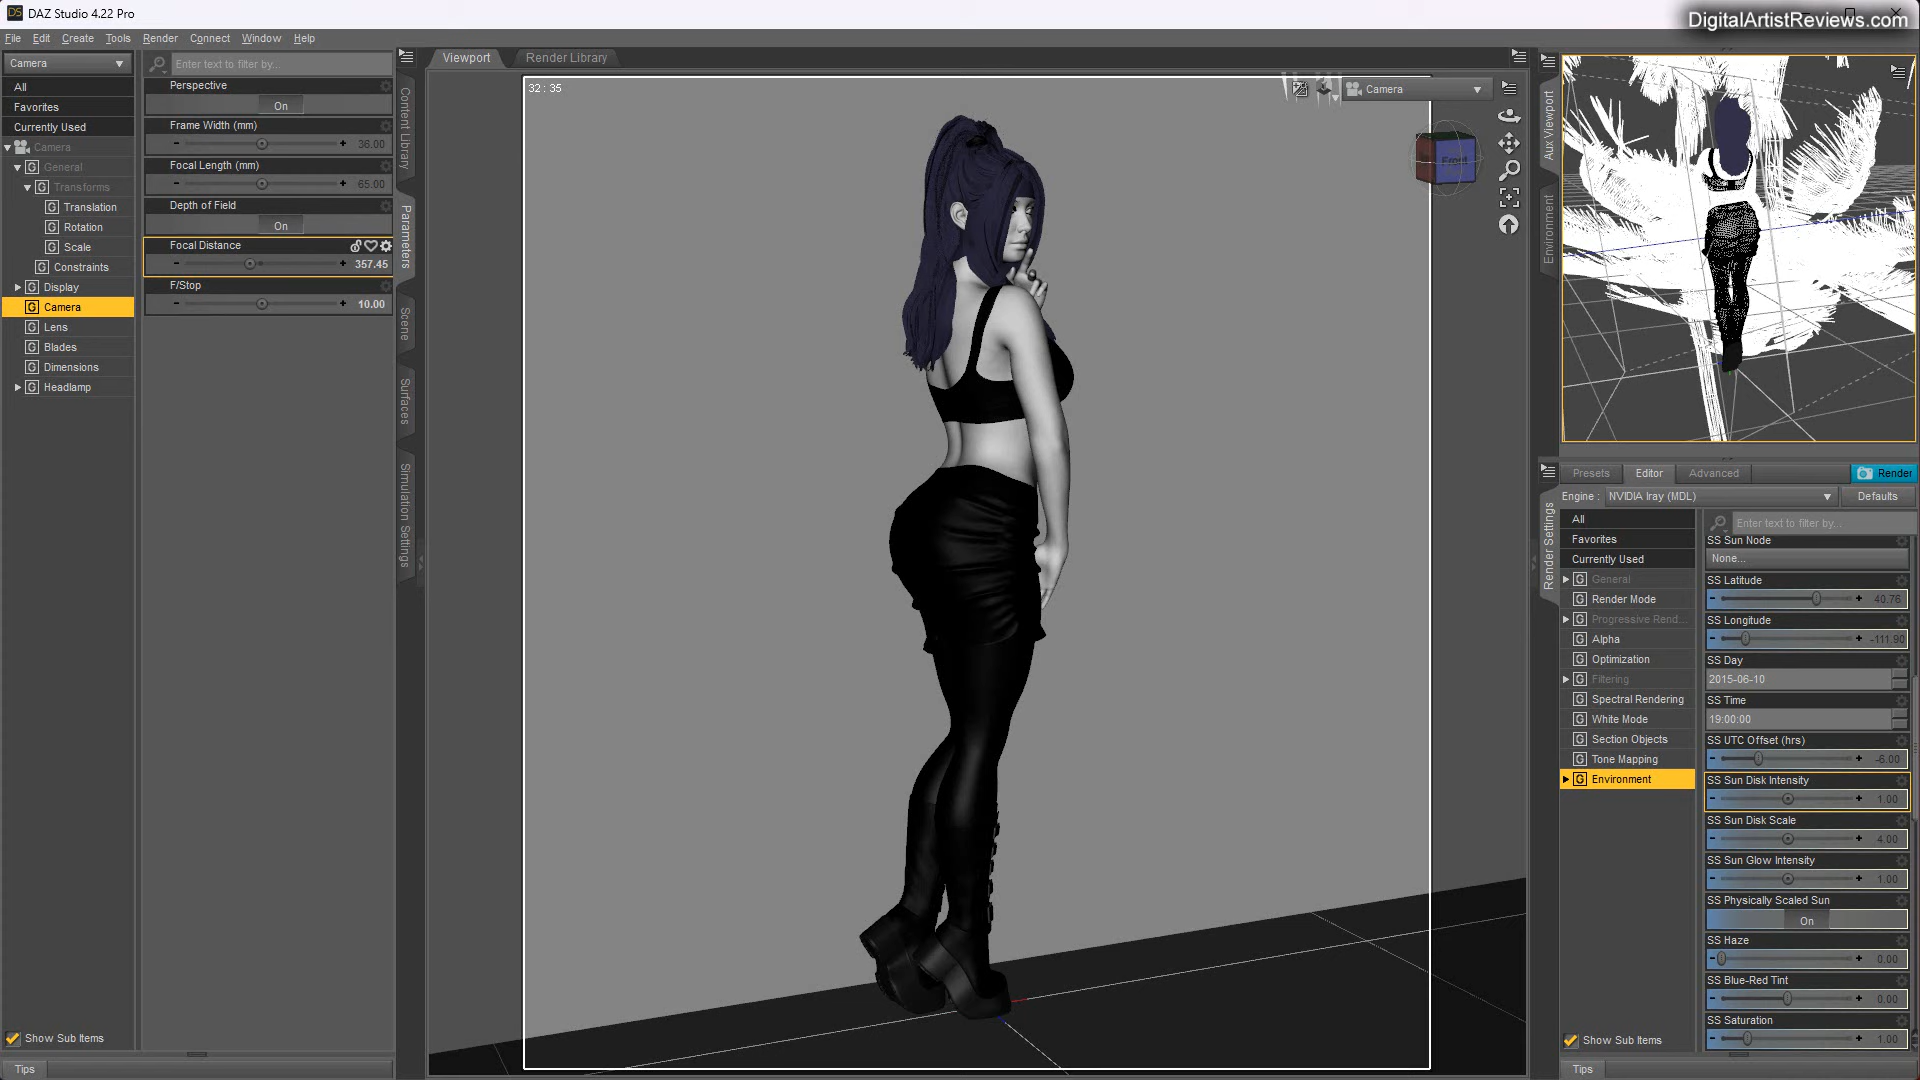 DS DAZ Studio 4.22 Pro
DigitalArtistReviews.com
File Edit Create Tools Render Connect Window Help
Camera
All
Favorites
Currently Used
Camera
General
Transforms
Translation
Rotation
Scale
Constraints
Display
Camera
Lens
Blades
Dimensions
Headlamp
Show Sub Items
Tips
Enter text to filter by...
Perspective
On
Frame Width (mm)
36.00
Focal Length (mm)
65.00
Depth of Field
On
Focal Distance
357.45
F/Stop
10.00
Content Library
Parameters
Scene
Surfaces
Simulation Settings
Viewport Render Library
32 : 35
Camera
Front
Aux Viewport
Environment
Presets Editor Advanced Render
Engine : NVIDIA Iray (MDL) Defaults
Render Settings
All
Favorites
Currently Used
General
Render Mode
Progressive Rend...
Alpha
Optimization
Filtering
Spectral Rendering
White Mode
Section Objects
Tone Mapping
Environment
Show Sub Items
Tips
Enter text to filter by...
SS Sun Node
None...
SS Latitude
40.76
SS Longitude
-111.90
SS Day
2015-06-10
SS Time
19:00:00
SS UTC Offset (hrs)
-6.00
SS Sun Disk Intensity
1.00
SS Sun Disk Scale
4.00
SS Sun Glow Intensity
1.00
SS Physically Scaled Sun
On
SS Haze
0.00
SS Blue-Red Tint
0.00
SS Saturation
1.00